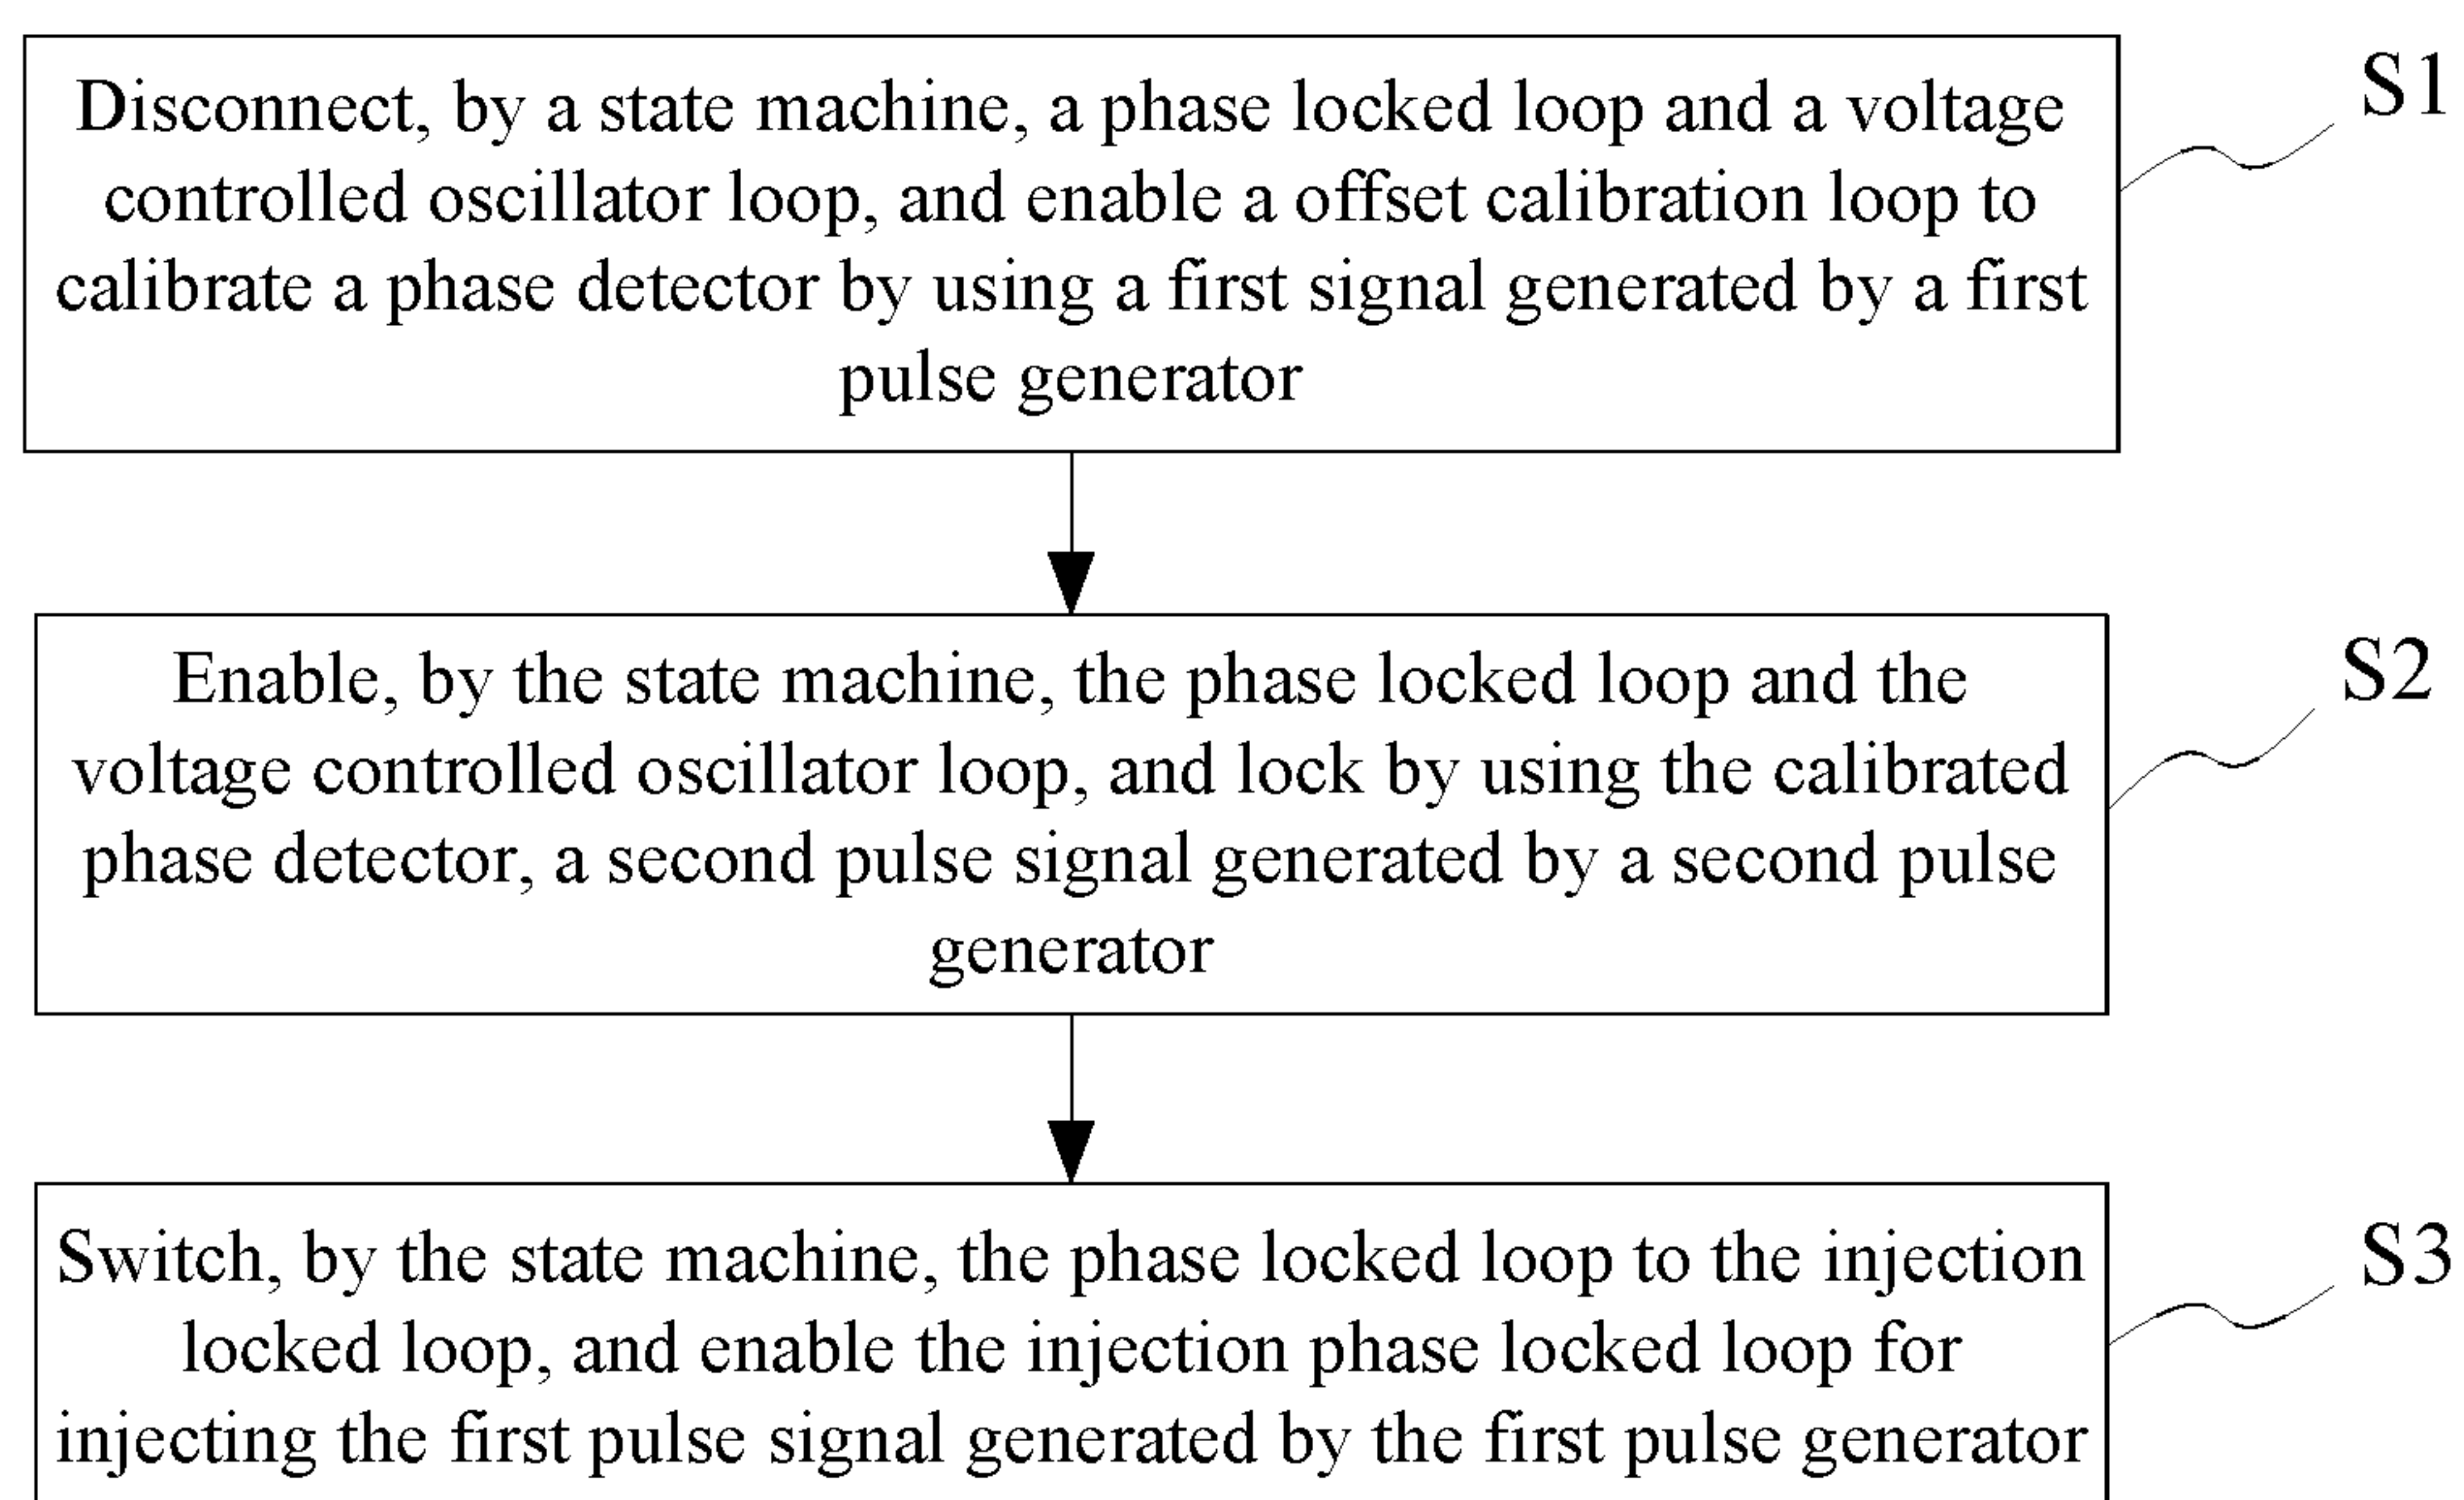 Disconnect, by a state machine, a phase locked loop and a voltage
controlled oscillator loop, and enable a offset calibration loop to
calibrate a phase detector by using a first signal generated by a first
pulse generator
S1
Enable, by the state machine, the phase locked loop and the
voltage controlled oscillator loop, and lock by using the calibrated
phase detector, a second pulse signal generated by a second pulse
generator
S2
Switch, by the state machine, the phase locked loop to the injection
locked loop, and enable the injection phase locked loop for
injecting the first pulse signal generated by the first pulse generator
S3